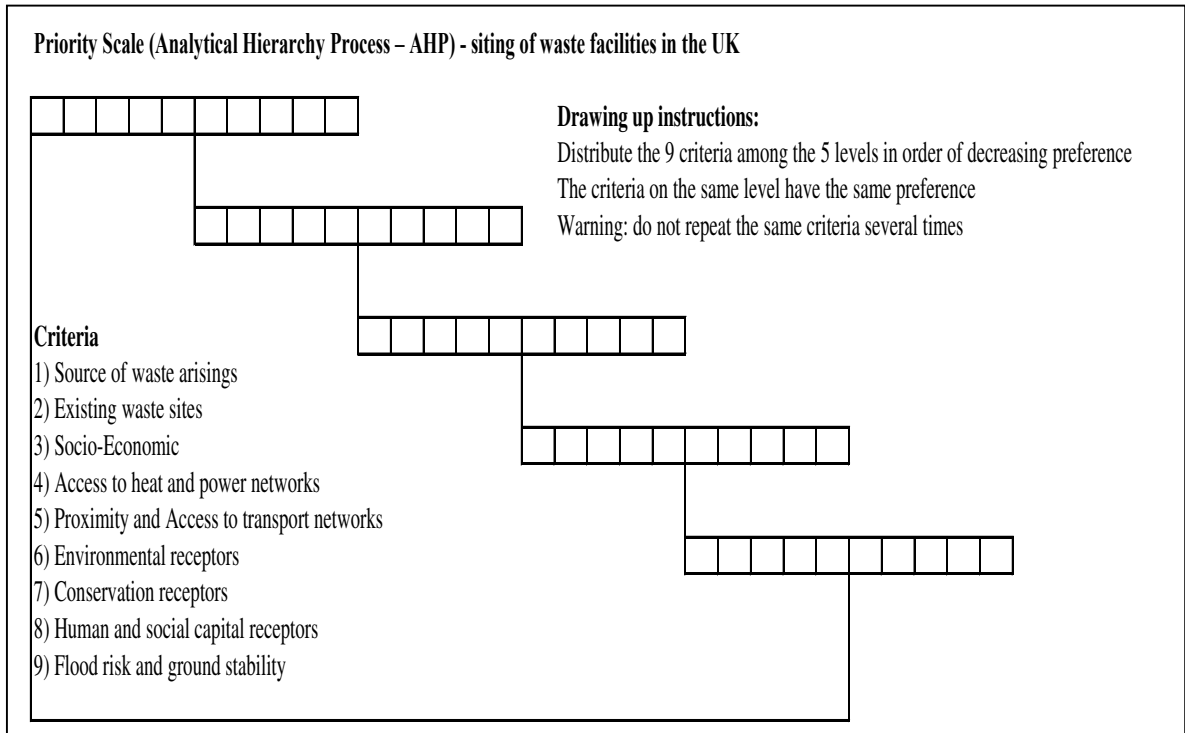 Priority Scale (Analytical Hierarchy Process – AHP) - siting of waste facilities in the UK
Drawing up instructions:
Distribute the 9 criteria among the 5 levels in order of decreasing preference
The criteria on the same level have the same preference
Warning: do not repeat the same criteria several times
Criteria
1) Source of waste arisings
2) Existing waste sites
3) Socio-Economic
4) Access to heat and power networks
5) Proximity and Access to transport networks
6) Environmental receptors
7) Conservation receptors
8) Human and social capital receptors
9) Flood risk and ground stability